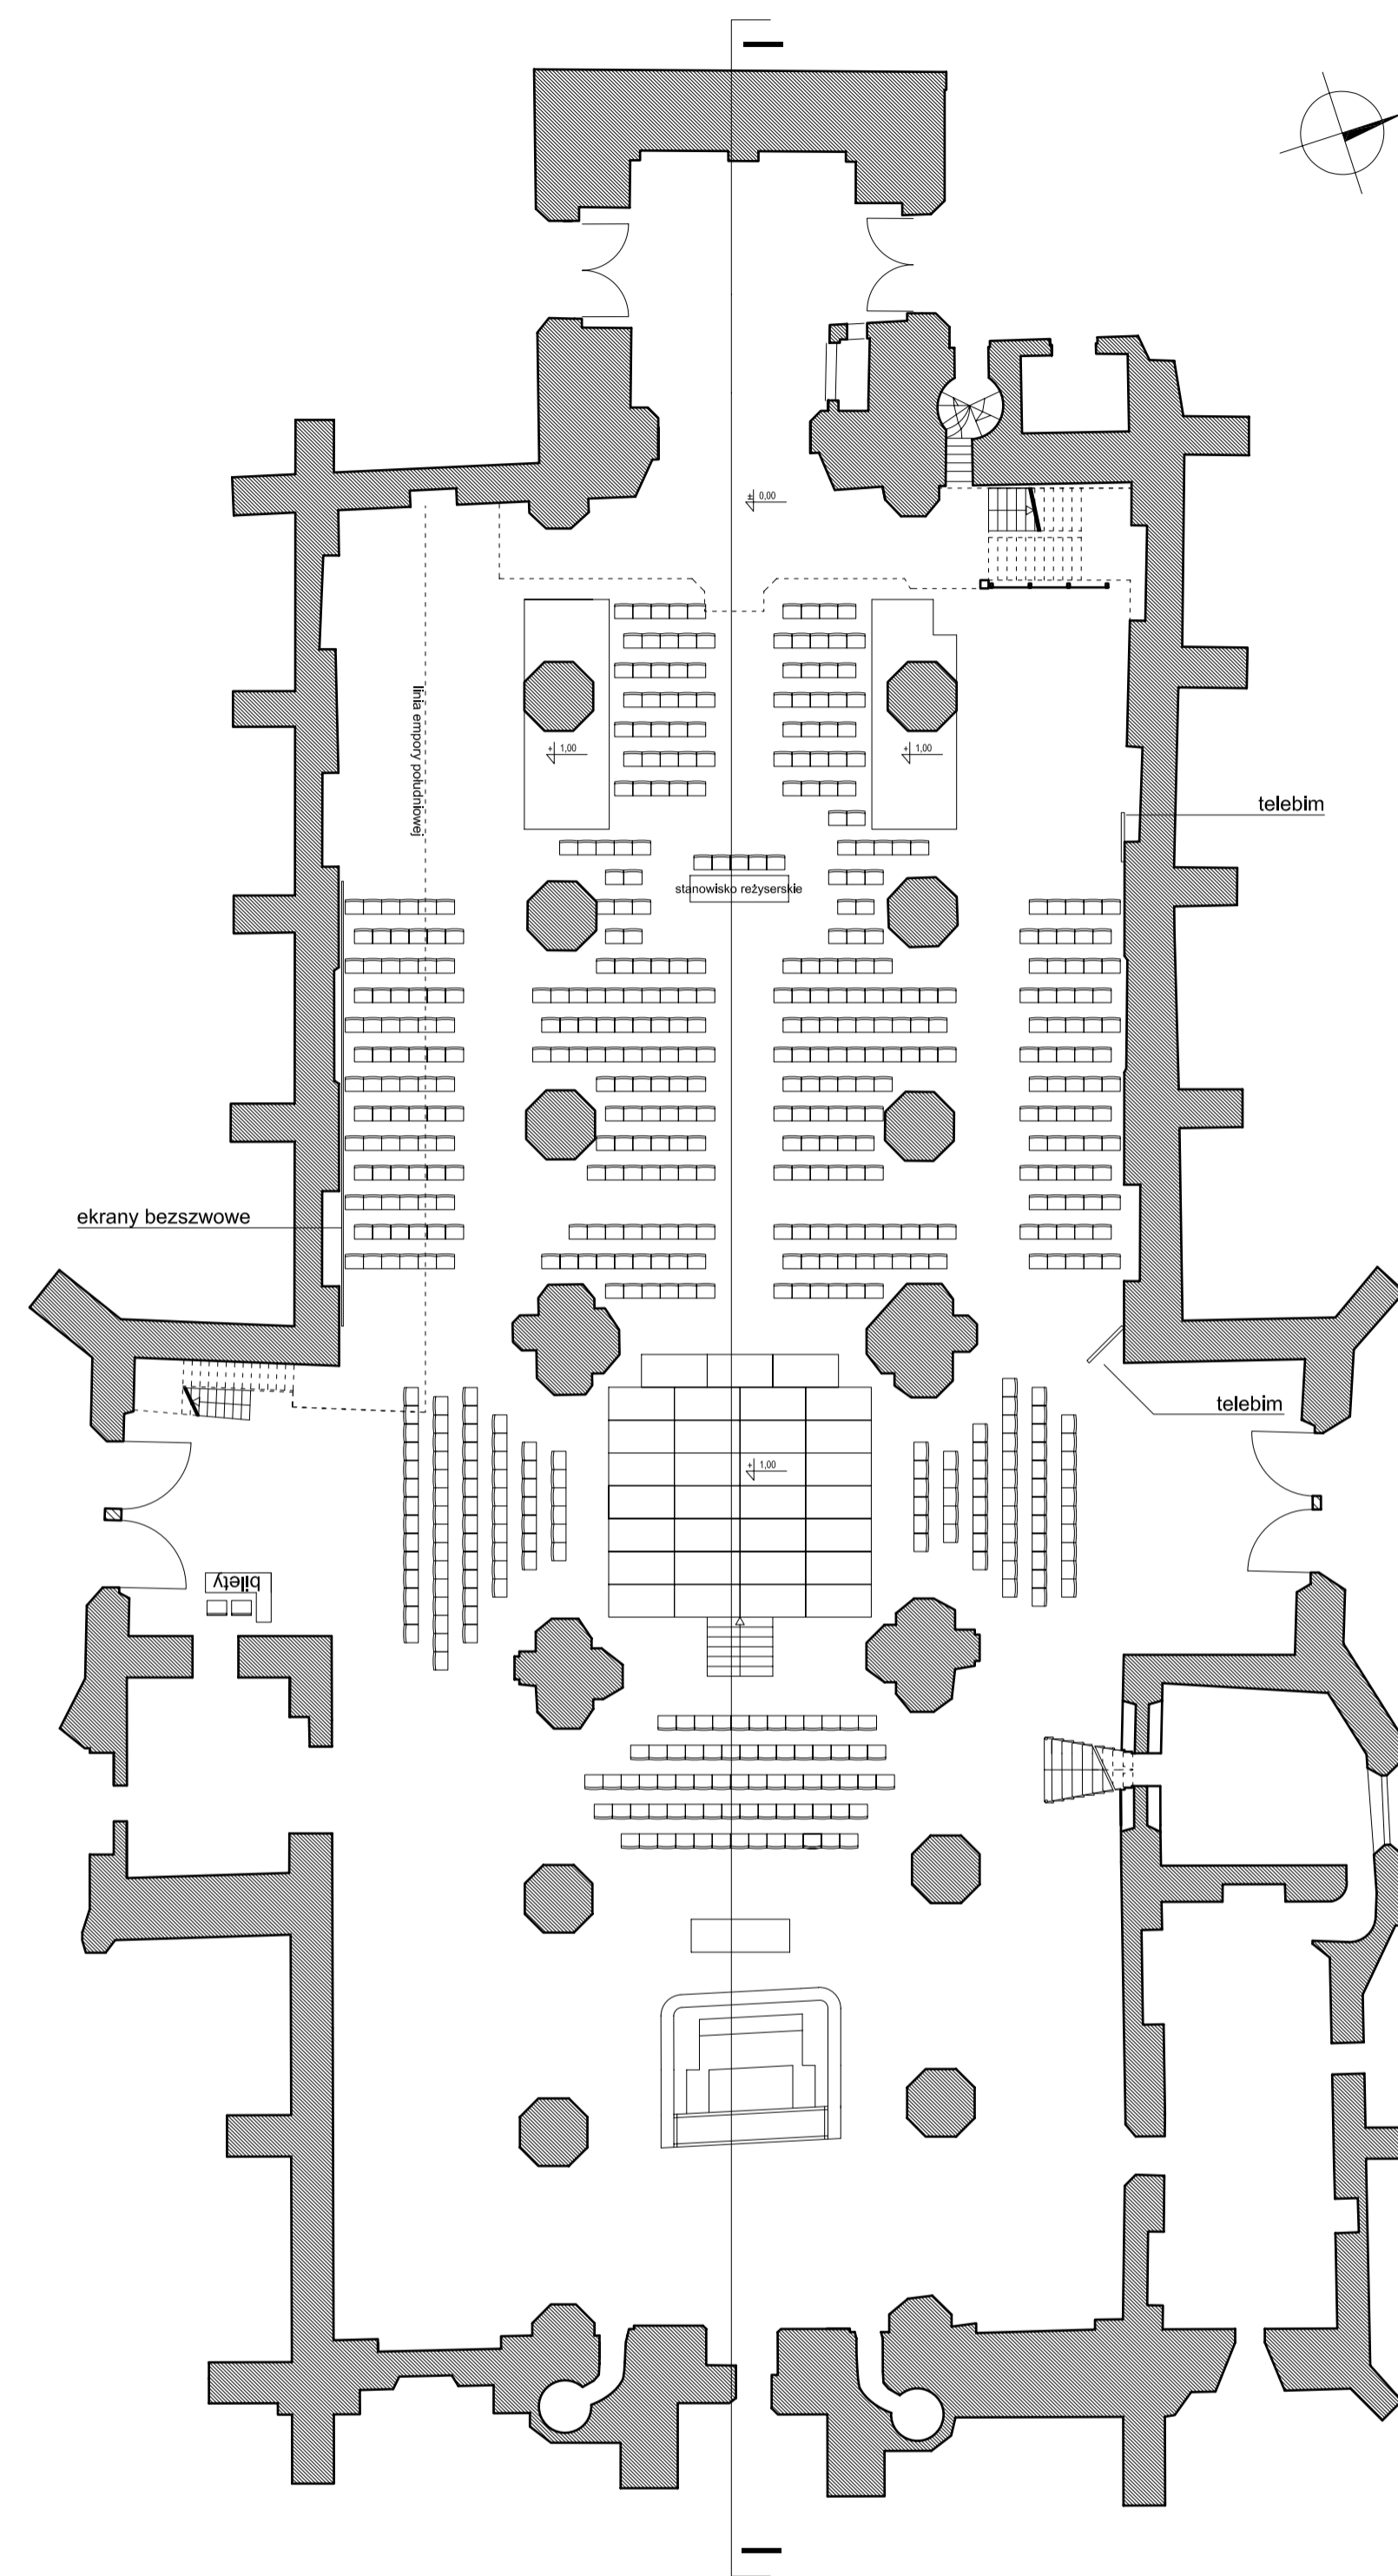 ± 0,00
linia empory południowej
+ 1,00
+ 1,00
telebim
stanowisko reżyserskie
ekrany bezszwowe
telebim
+ 1,00
bilety